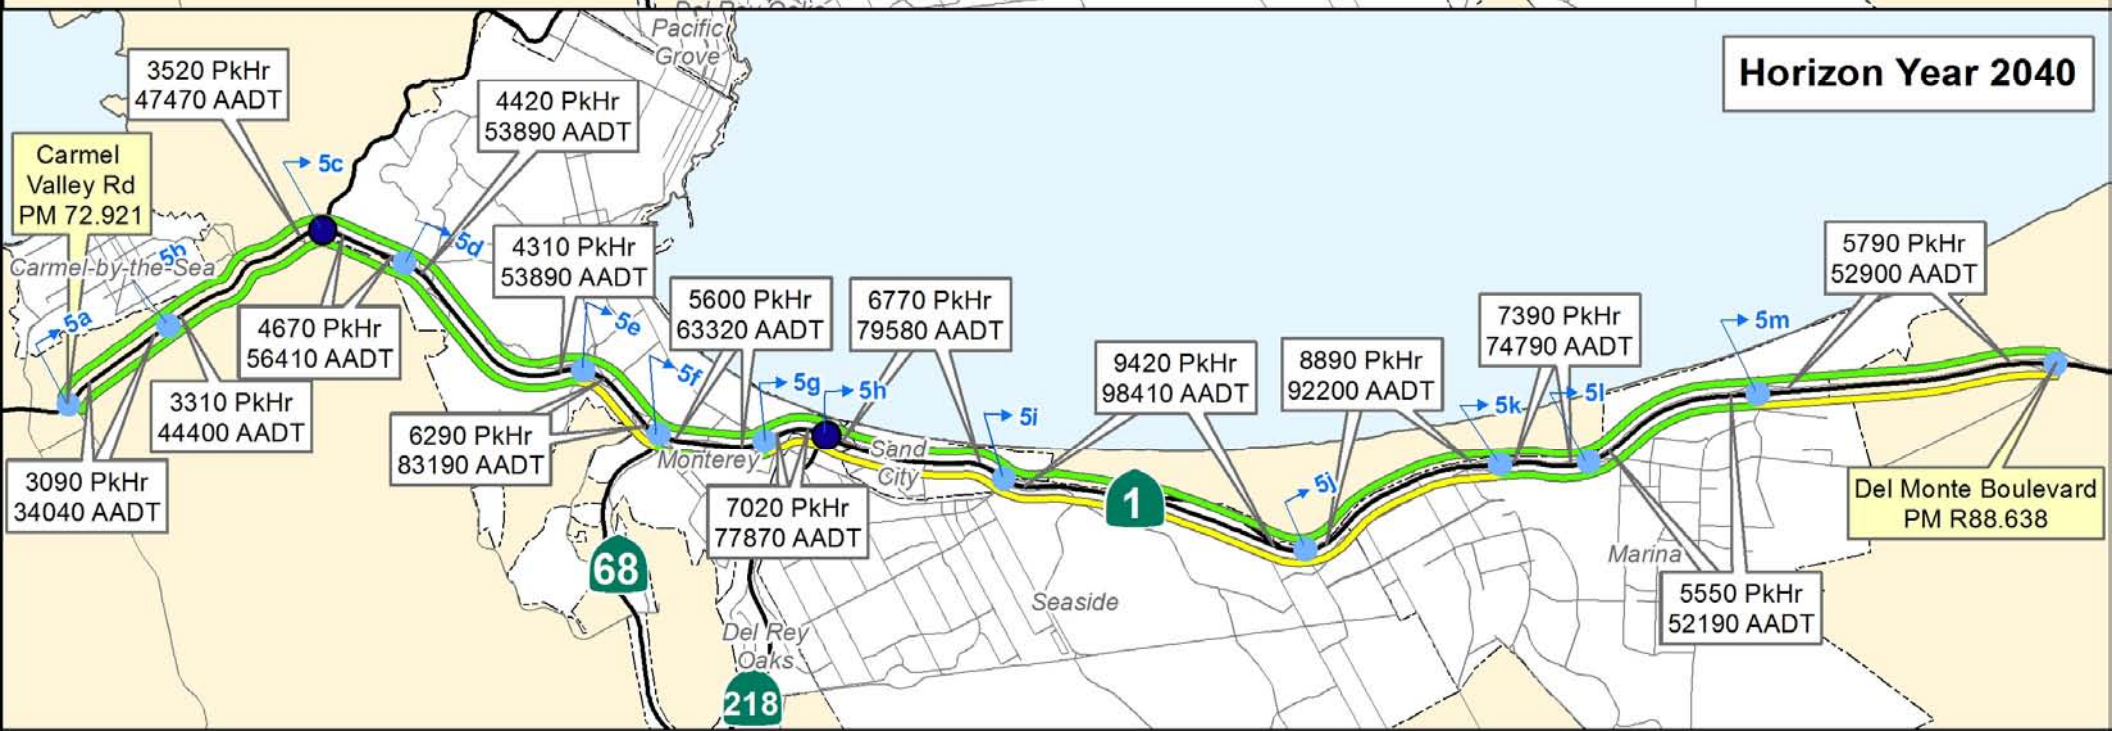 Del Rey Oaks
Pacific
Grove
Horizon Year 2040
3520 PkHr
47470 AADT
4420 PkHr
53890 AADT
Carmel
Valley Rd
PM 72.921
5c
5d
5b
Carmel-by-the-Sea
5a
4310 PkHr
53890 AADT
5790 PkHr
52900 AADT
4670 PkHr
56410 AADT
5600 PkHr
63320 AADT
6770 PkHr
79580 AADT
5e
5f
5g
5h
5i
7390 PkHr
74790 AADT
5m
9420 PkHr
98410 AADT
8890 PkHr
92200 AADT
5k
5l
3310 PkHr
44400 AADT
6290 PkHr
83190 AADT
Monterey
Sand
City
3090 PkHr
34040 AADT
7020 PkHr
77870 AADT
1
5j
Del Monte Boulevard
PM R88.638
Marina
68
Seaside
5550 PkHr
52190 AADT
Del Rey
Oaks
218